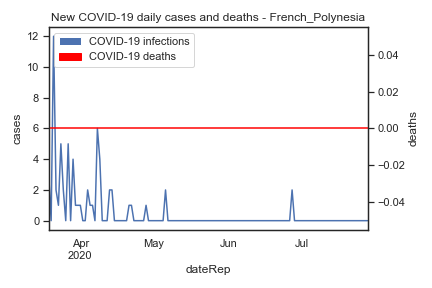 New COVID-19 daily cases and deaths - French_Polynesia
COVID-19 infections
COVID-19 deaths
cases
12
10
8
6
4
2
0
0.04
0.02
0.00
−0.02
−0.04
deaths
Apr
2020
May
Jun
Jul
dateRep